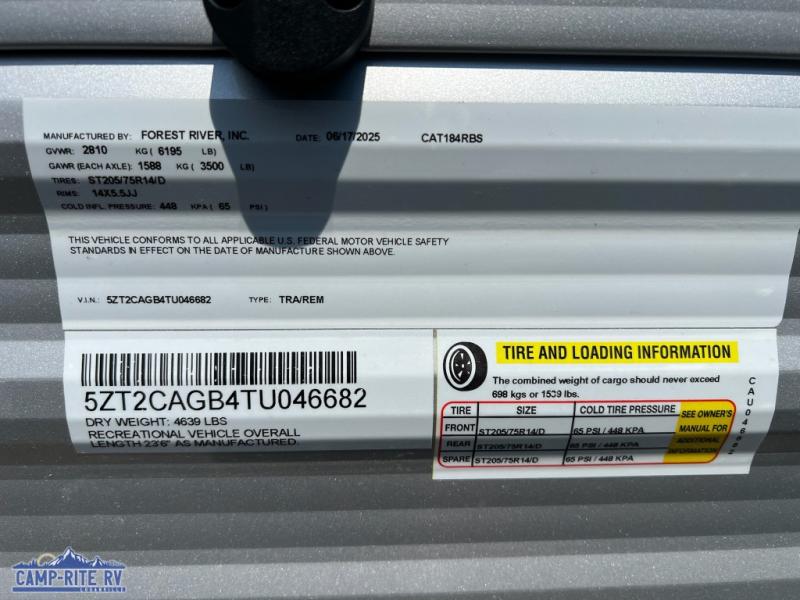 MANUFACTURED BY: FOREST RIVER, INC. DATE: 06/17/2025 CAT184RBS
GVWR: 2810 KG ( 6195 LB)
GAWR (EACH AXLE): 1588 KG ( 3500 LB)
TIRES: ST205/75R14/D
RIMS: 14X5.5JJ
COLD INFL. PRESSURE: 448 KPA ( 65 PSI)
THIS VEHICLE CONFORMS TO ALL APPLICABLE U.S. FEDERAL MOTOR VEHICLE SAFETY
STANDARDS IN EFFECT ON THE DATE OF MANUFACTURE SHOWN ABOVE.
V.I.N.: 5ZT2CAGB4TU046682 TYPE: TRA/REM
5ZT2CAGB4TU046682
DRY WEIGHT: 4639 LBS
RECREATIONAL VEHICLE OVERALL
LENGTH 23'6" AS MANUFACTURED.
TIRE AND LOADING INFORMATION
The combined weight of cargo should never exceed
698 kgs or 1539 lbs.
TIRE SIZE COLD TIRE PRESSURE
FRONT ST205/75R14/D 65 PSI / 448 KPA
REAR ST205/75R14/D 65 PSI / 448 KPA
SPARE ST205/75R14/D 65 PSI / 448 KPA
SEE OWNER'S
MANUAL FOR
ADDITIONAL
INFORMATION
CAU046682
CAMP-RITE RV
LOGANVILLE